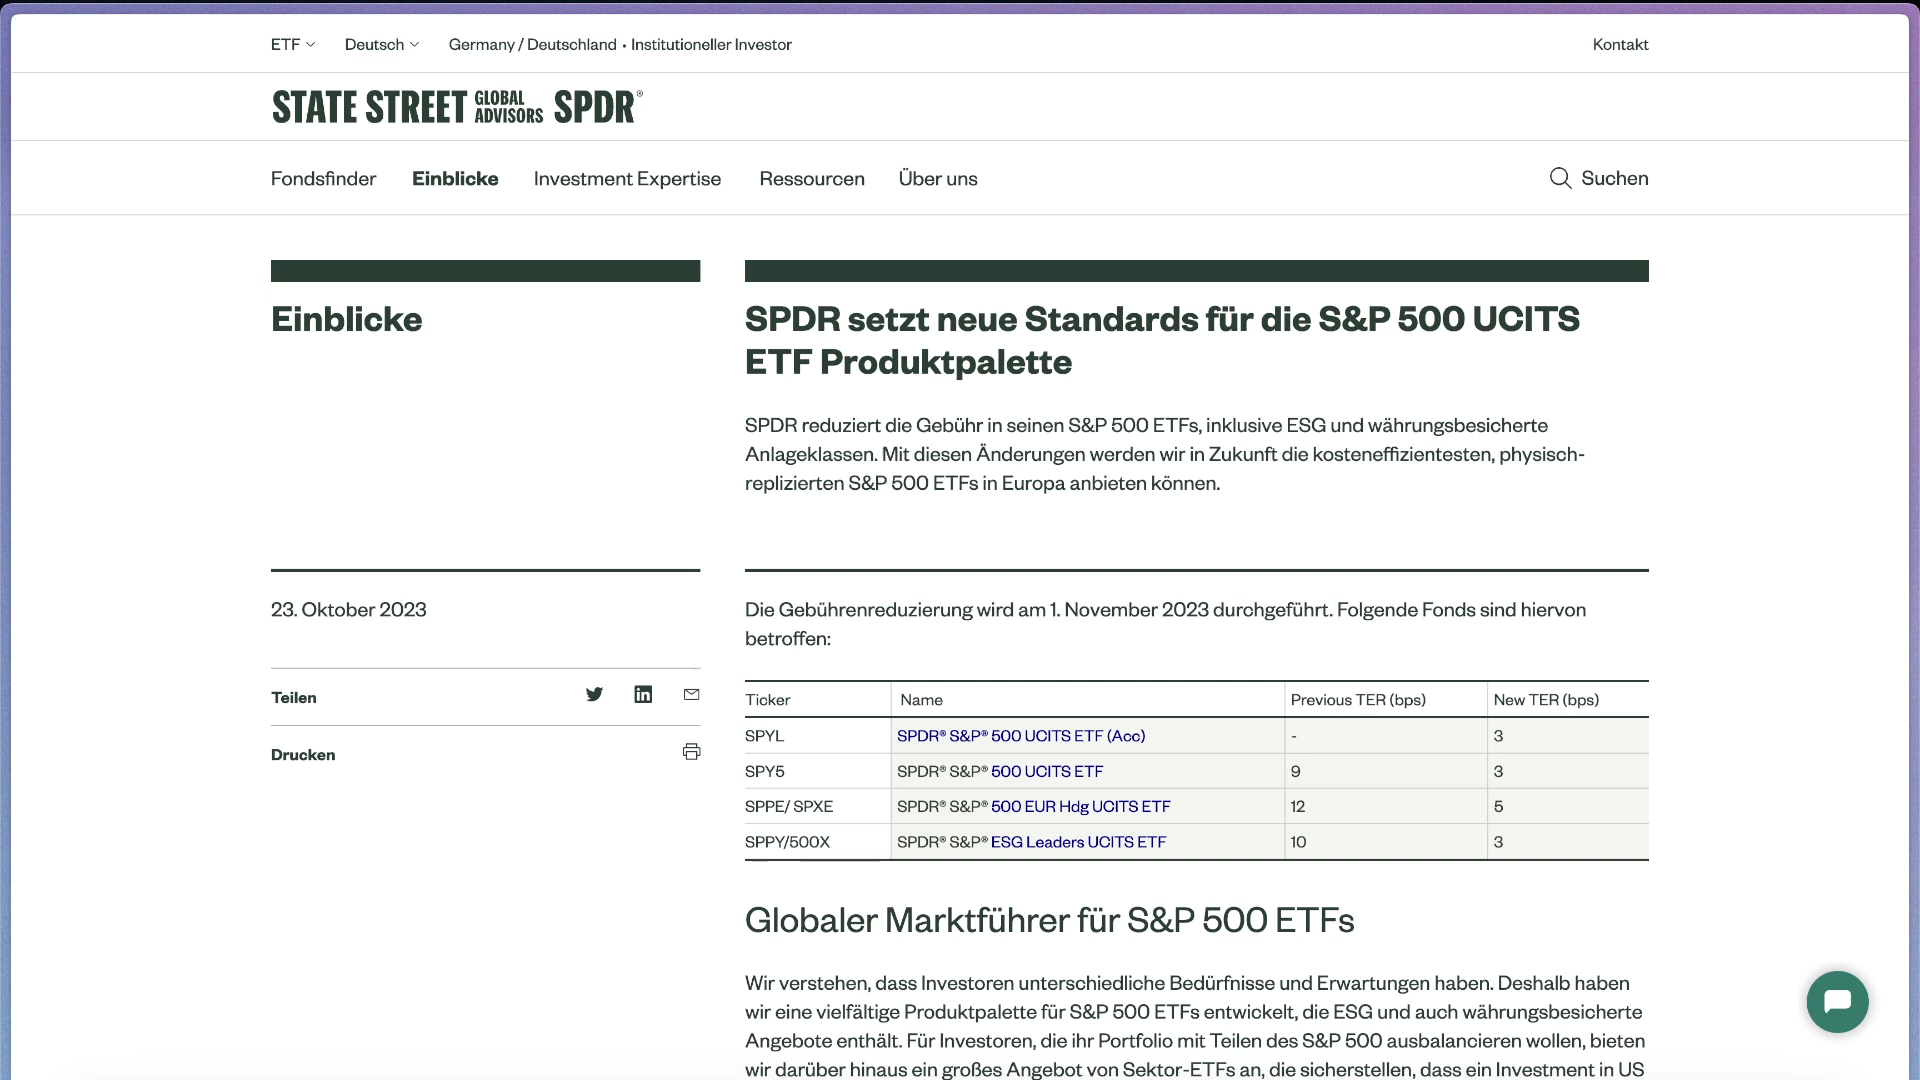 ETF Deutsch Germany / Deutschland • Institutioneller Investor Kontakt
STATE STREET GLOBAL ADVISORS SPDR®
Fondsfinder Einblicke Investment Expertise Ressourcen Über uns Suchen
Einblicke
SPDR setzt neue Standards für die S&P 500 UCITS
ETF Produktpalette
SPDR reduziert die Gebühr in seinen S&P 500 ETFs, inklusive ESG und währungsbesicherte
Anlageklassen. Mit diesen Änderungen werden wir in Zukunft die kosteneffizientesten, physisch-
replizierten S&P 500 ETFs in Europa anbieten können.
23. Oktober 2023
Teilen
Drucken
Die Gebührenreduzierung wird am 1. November 2023 durchgeführt. Folgende Fonds sind hiervon
betroffen:
Ticker Name Previous TER (bps) New TER (bps)
SPYL SPDR® S&P® 500 UCITS ETF (Acc) - 3
SPY5 SPDR® S&P® 500 UCITS ETF 9 3
SPPE/ SPXE SPDR® S&P® 500 EUR Hdg UCITS ETF 12 5
SPPY/500X SPDR® S&P® ESG Leaders UCITS ETF 10 3
Globaler Marktführer für S&P 500 ETFs
Wir verstehen, dass Investoren unterschiedliche Bedürfnisse und Erwartungen haben. Deshalb haben
wir eine vielfältige Produktpalette für S&P 500 ETFs entwickelt, die ESG und auch währungsbesicherte
Angebote enthält. Für Investoren, die ihr Portfolio mit Teilen des S&P 500 ausbalancieren wollen, bieten
wir darüber hinaus ein großes Angebot von Sektor-ETFs an, die sicherstellen, dass ein Investment in US